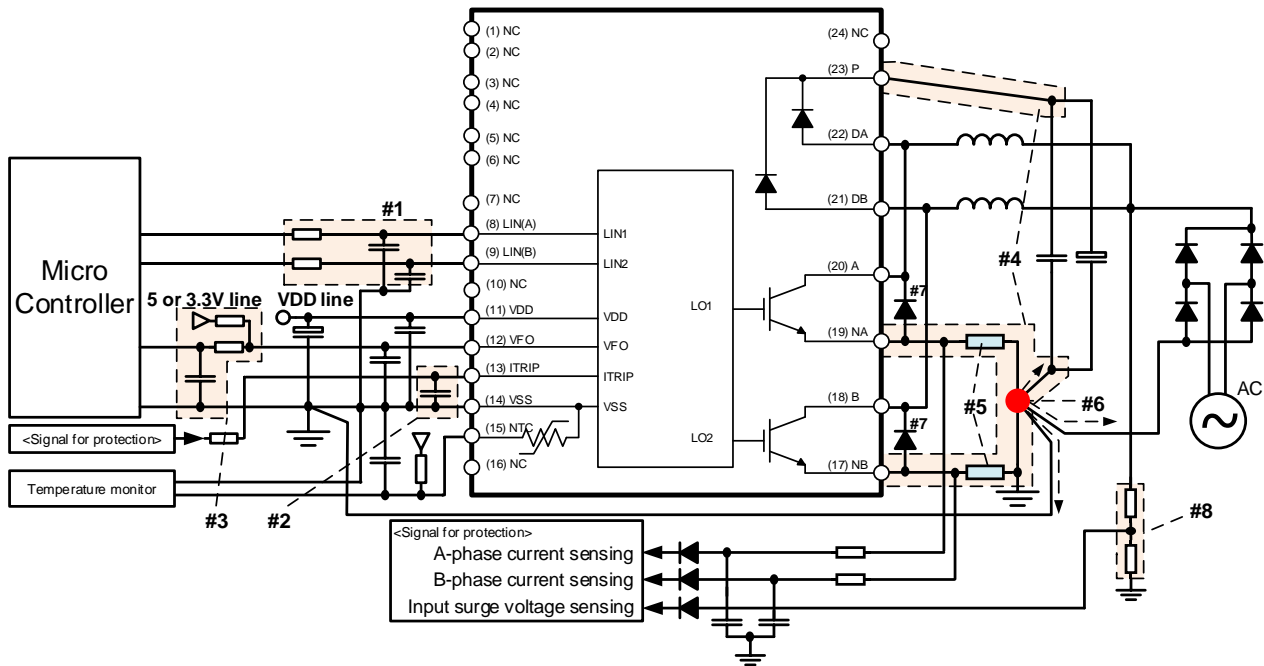 (1) NC
(2) NC
(3) NC
(4) NC
(5) NC
(6) NC
(7) NC
(8) LIN(A)
(9) LIN(B)
(10) NC
(11) VDD
(12) VFO
(13) ITRIP
(14) VSS
(15) NTC
(16) NC
(24) NC
(23) P
(22) DA
(21) DB
(20) A
(19) NA
(18) B
(17) NB
LIN1
LIN2
VDD
VFO
ITRIP
VSS
LO1
LO2
Micro
Controller
#1
5 or 3.3V line
VDD line
<Signal for protection>
Temperature monitor
#3
#2
#7
#7
#4
#5
#6
AC
#8
<Signal for protection>
A-phase current sensing
B-phase current sensing
Input surge voltage sensing